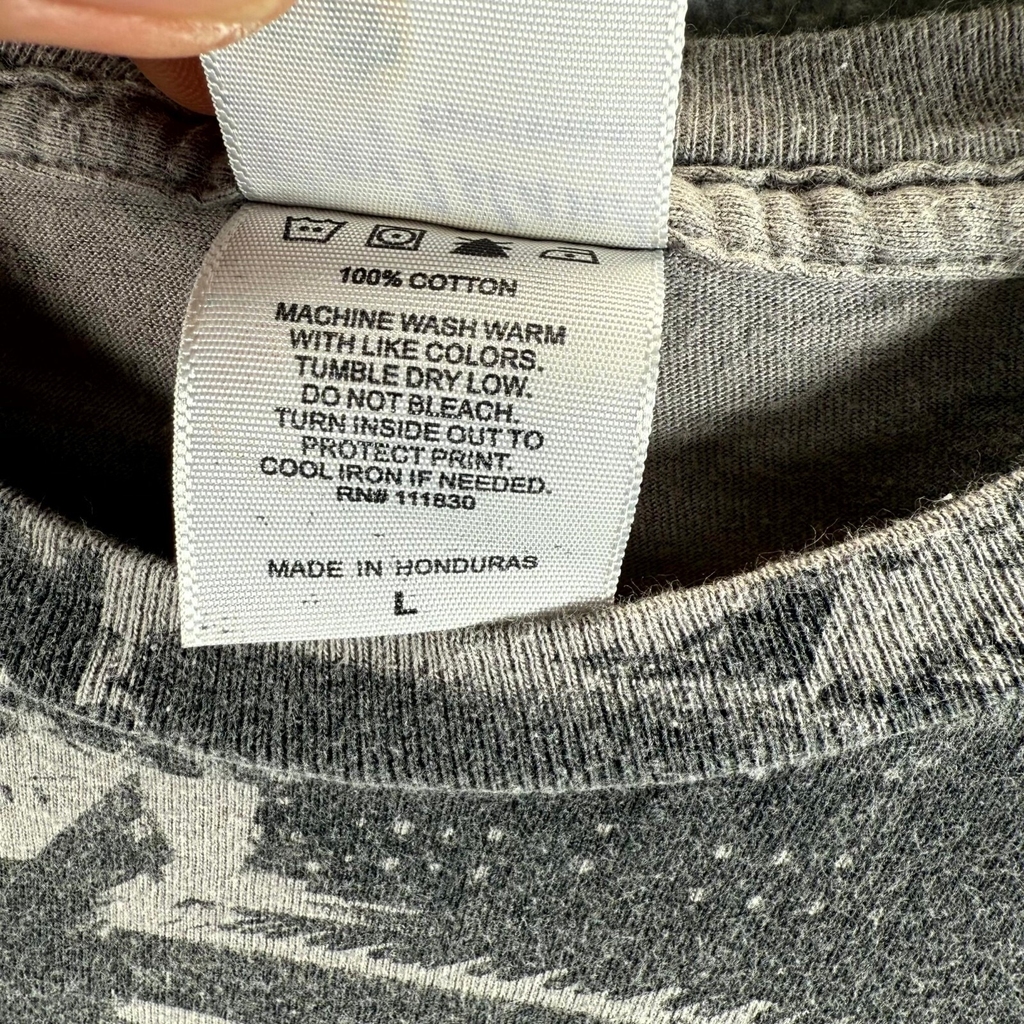 100% COTTON
MACHINE WASH WARM
WITH LIKE COLORS.
TUMBLE DRY LOW.
DO NOT BLEACH.
TURN INSIDE OUT TO
PROTECT PRINT.
COOL IRON IF NEEDED.
RN# 111830
MADE IN HONDURAS
L